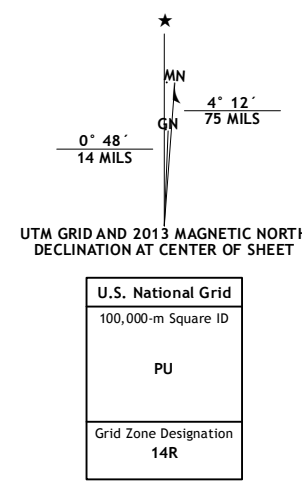 ★
MN
GN
4° 12´
75 MILS
0° 48´
14 MILS
UTM GRID AND 2013 MAGNETIC NORTH
DECLINATION AT CENTER OF SHEET
U.S. National Grid
100,000-m Square ID
PU
Grid Zone Designation
14R